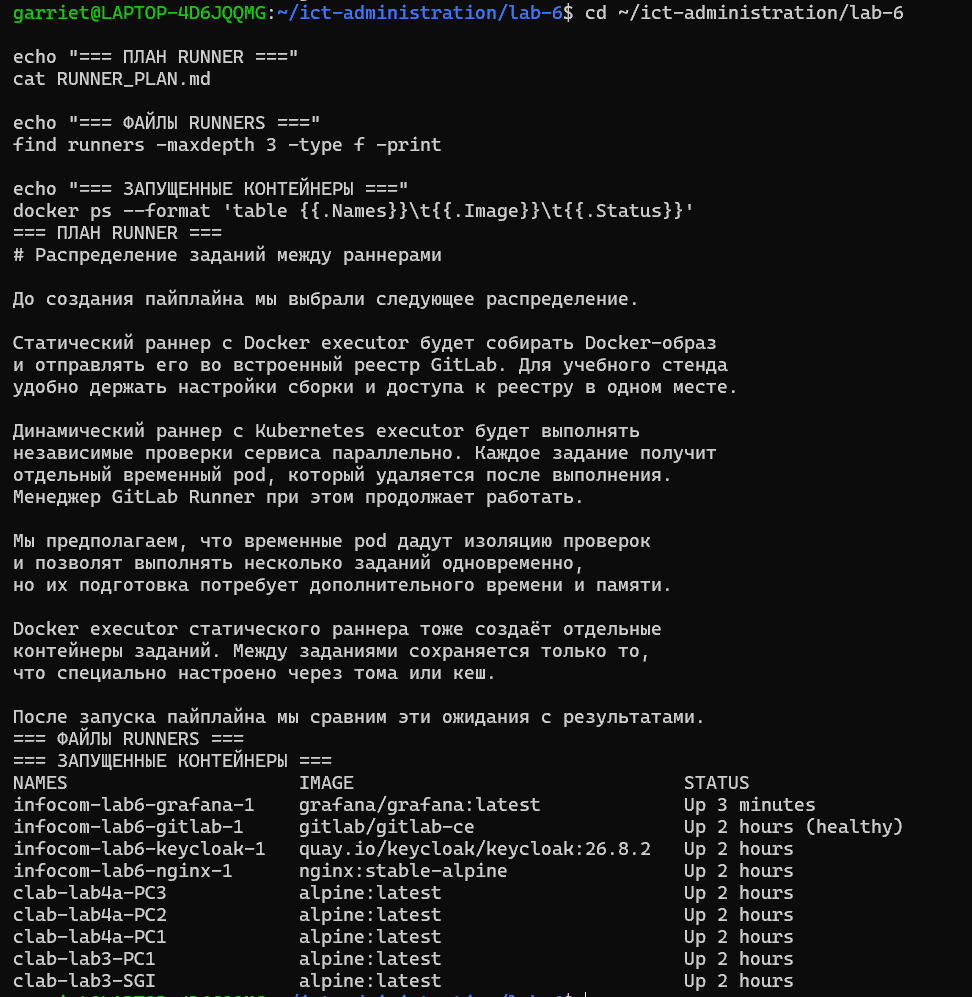 garriet@LAPTOP-4D6JQQMG:~/ict-administration/lab-6$ cd ~/ict-administration/lab-6
echo "=== ПЛАН RUNNER ==="
cat RUNNER_PLAN.md
echo "=== ФАЙЛЫ RUNNERS ==="
find runners -maxdepth 3 -type f -print
echo "=== ЗАПУЩЕННЫЕ КОНТЕЙНЕРЫ ==="
docker ps --format 'table {{.Names}}\t{{.Image}}\t{{.Status}}'
=== ПЛАН RUNNER ===
# Распределение заданий между раннерами
До создания пайплайна мы выбрали следующее распределение.
Статический раннер с Docker executor будет собирать Docker-образ
и отправлять его во встроенный реестр GitLab. Для учебного стенда
удобно держать настройки сборки и доступа к реестру в одном месте.
Динамический раннер с Kubernetes executor будет выполнять
независимые проверки сервиса параллельно. Каждое задание получит
отдельный временный pod, который удаляется после выполнения.
Менеджер GitLab Runner при этом продолжает работать.
Мы предполагаем, что временные pod дадут изоляцию проверок
и позволят выполнять несколько заданий одновременно,
но их подготовка потребует дополнительного времени и памяти.
Docker executor статического раннера тоже создаёт отдельные
контейнеры заданий. Между заданиями сохраняется только то,
что специально настроено через тома или кеш.
После запуска пайплайна мы сравним эти ожидания с результатами.
=== ФАЙЛЫ RUNNERS ===
=== ЗАПУЩЕННЫЕ КОНТЕЙНЕРЫ ===
NAMES IMAGE STATUS
infocom-lab6-grafana-1 grafana/grafana:latest Up 3 minutes
infocom-lab6-gitlab-1 gitlab/gitlab-ce Up 2 hours (healthy)
infocom-lab6-keycloak-1 quay.io/keycloak/keycloak:26.8.2 Up 2 hours
infocom-lab6-nginx-1 nginx:stable-alpine Up 2 hours
clab-lab4a-PC3 alpine:latest Up 2 hours
clab-lab4a-PC2 alpine:latest Up 2 hours
clab-lab4a-PC1 alpine:latest Up 2 hours
clab-lab3-PC1 alpine:latest Up 2 hours
clab-lab3-SGI alpine:latest Up 2 hours